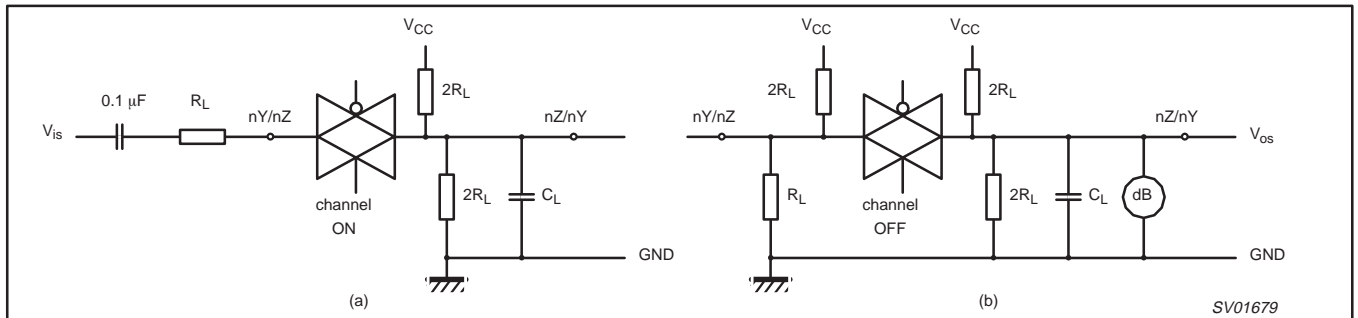 V_CC
2R_L
0.1 μF
R_L
V_is
nY/nZ
nZ/nY
channel
ON
2R_L
C_L
GND
(a)
V_CC
V_CC
2R_L
2R_L
nY/nZ
nZ/nY
V_os
R_L
channel
OFF
2R_L
C_L
dB
GND
(b)
SV01679